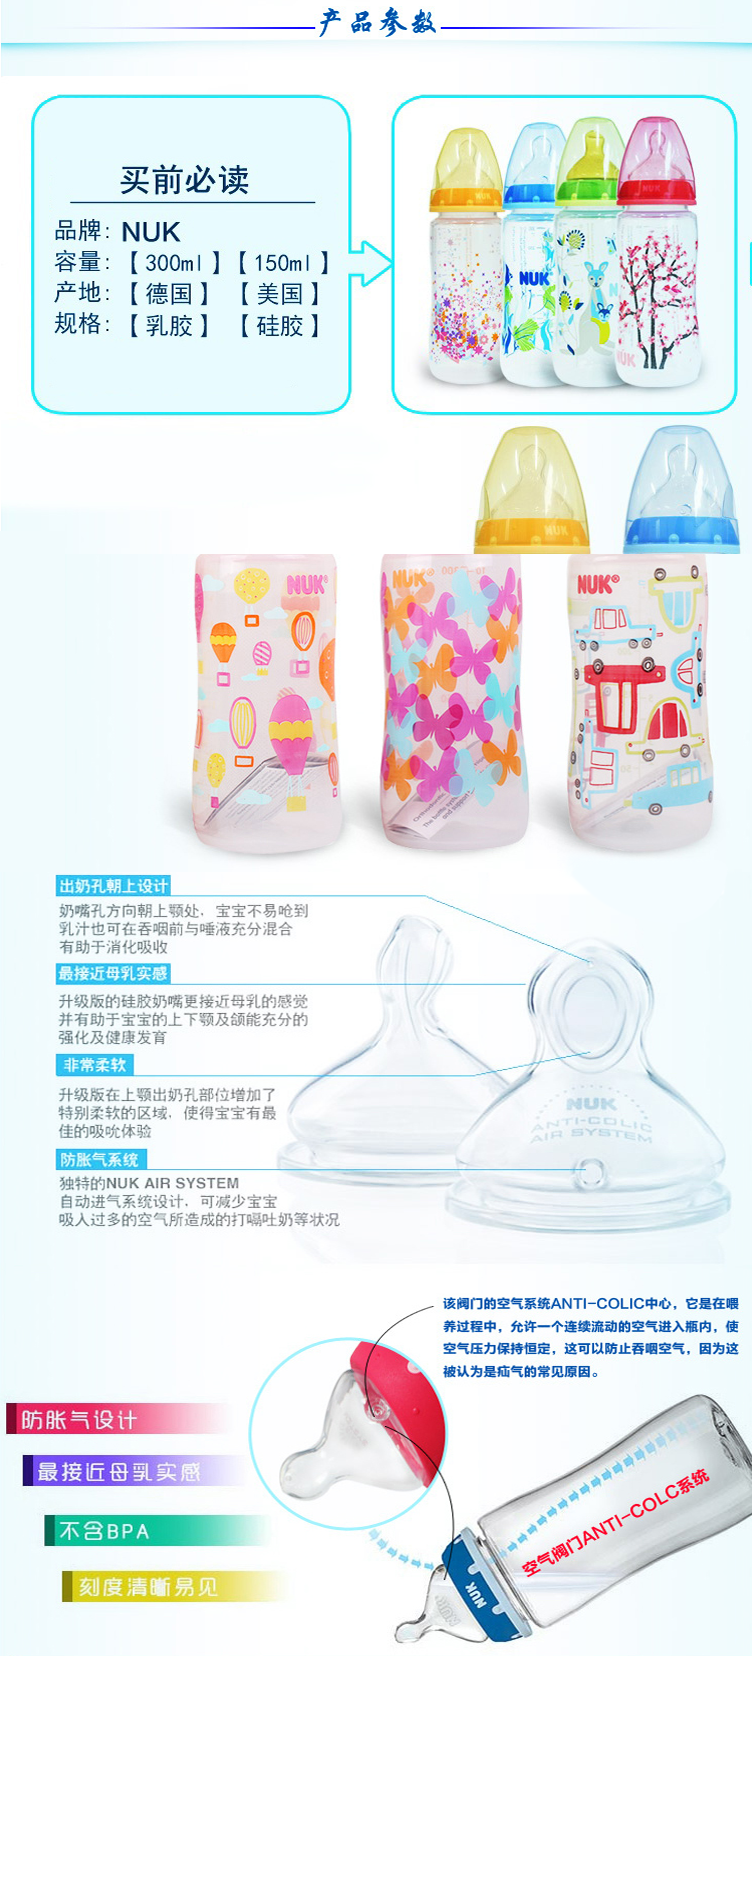 产品参数
买前必读
品牌: NUK
容量:【300ml】【150ml】
产地:【德国】【美国】
规格:【乳胶】【硅胶】
NUK
NUK
NUK
NUK
NUK
NUK®
NUK®
NUK®
出奶孔朝上设计
奶嘴孔方向朝上颚处，宝宝不易呛到
乳汁也可在吞咽前与唾液充分混合
有助于消化吸收
最接近母乳实感
升级版的硅胶奶嘴更接近母乳的感觉
并有助于宝宝的上下颚及颌能充分的
强化及健康发育
非常柔软
升级版在上颚出奶孔部位增加了
特别柔软的区域，使得宝宝有最
佳的吸吮体验
防胀气系统
独特的NUK AIR SYSTEM
自动进气系统设计，可减少宝宝
吸入过多的空气所造成的打嗝吐奶等状况
NUK
ANTI-COLIC
AIR SYSTEM
该阀门的空气系统ANTI-COLIC中心，它是在喂
养过程中，允许一个连续流动的空气进入瓶内，使
空气压力保持恒定，这可以防止吞咽空气，因为这
被认为是疝气的常见原因。
防胀气设计
最接近母乳实感
不含BPA
刻度清晰易见
空气阀门ANTI-COLC系统
NUK